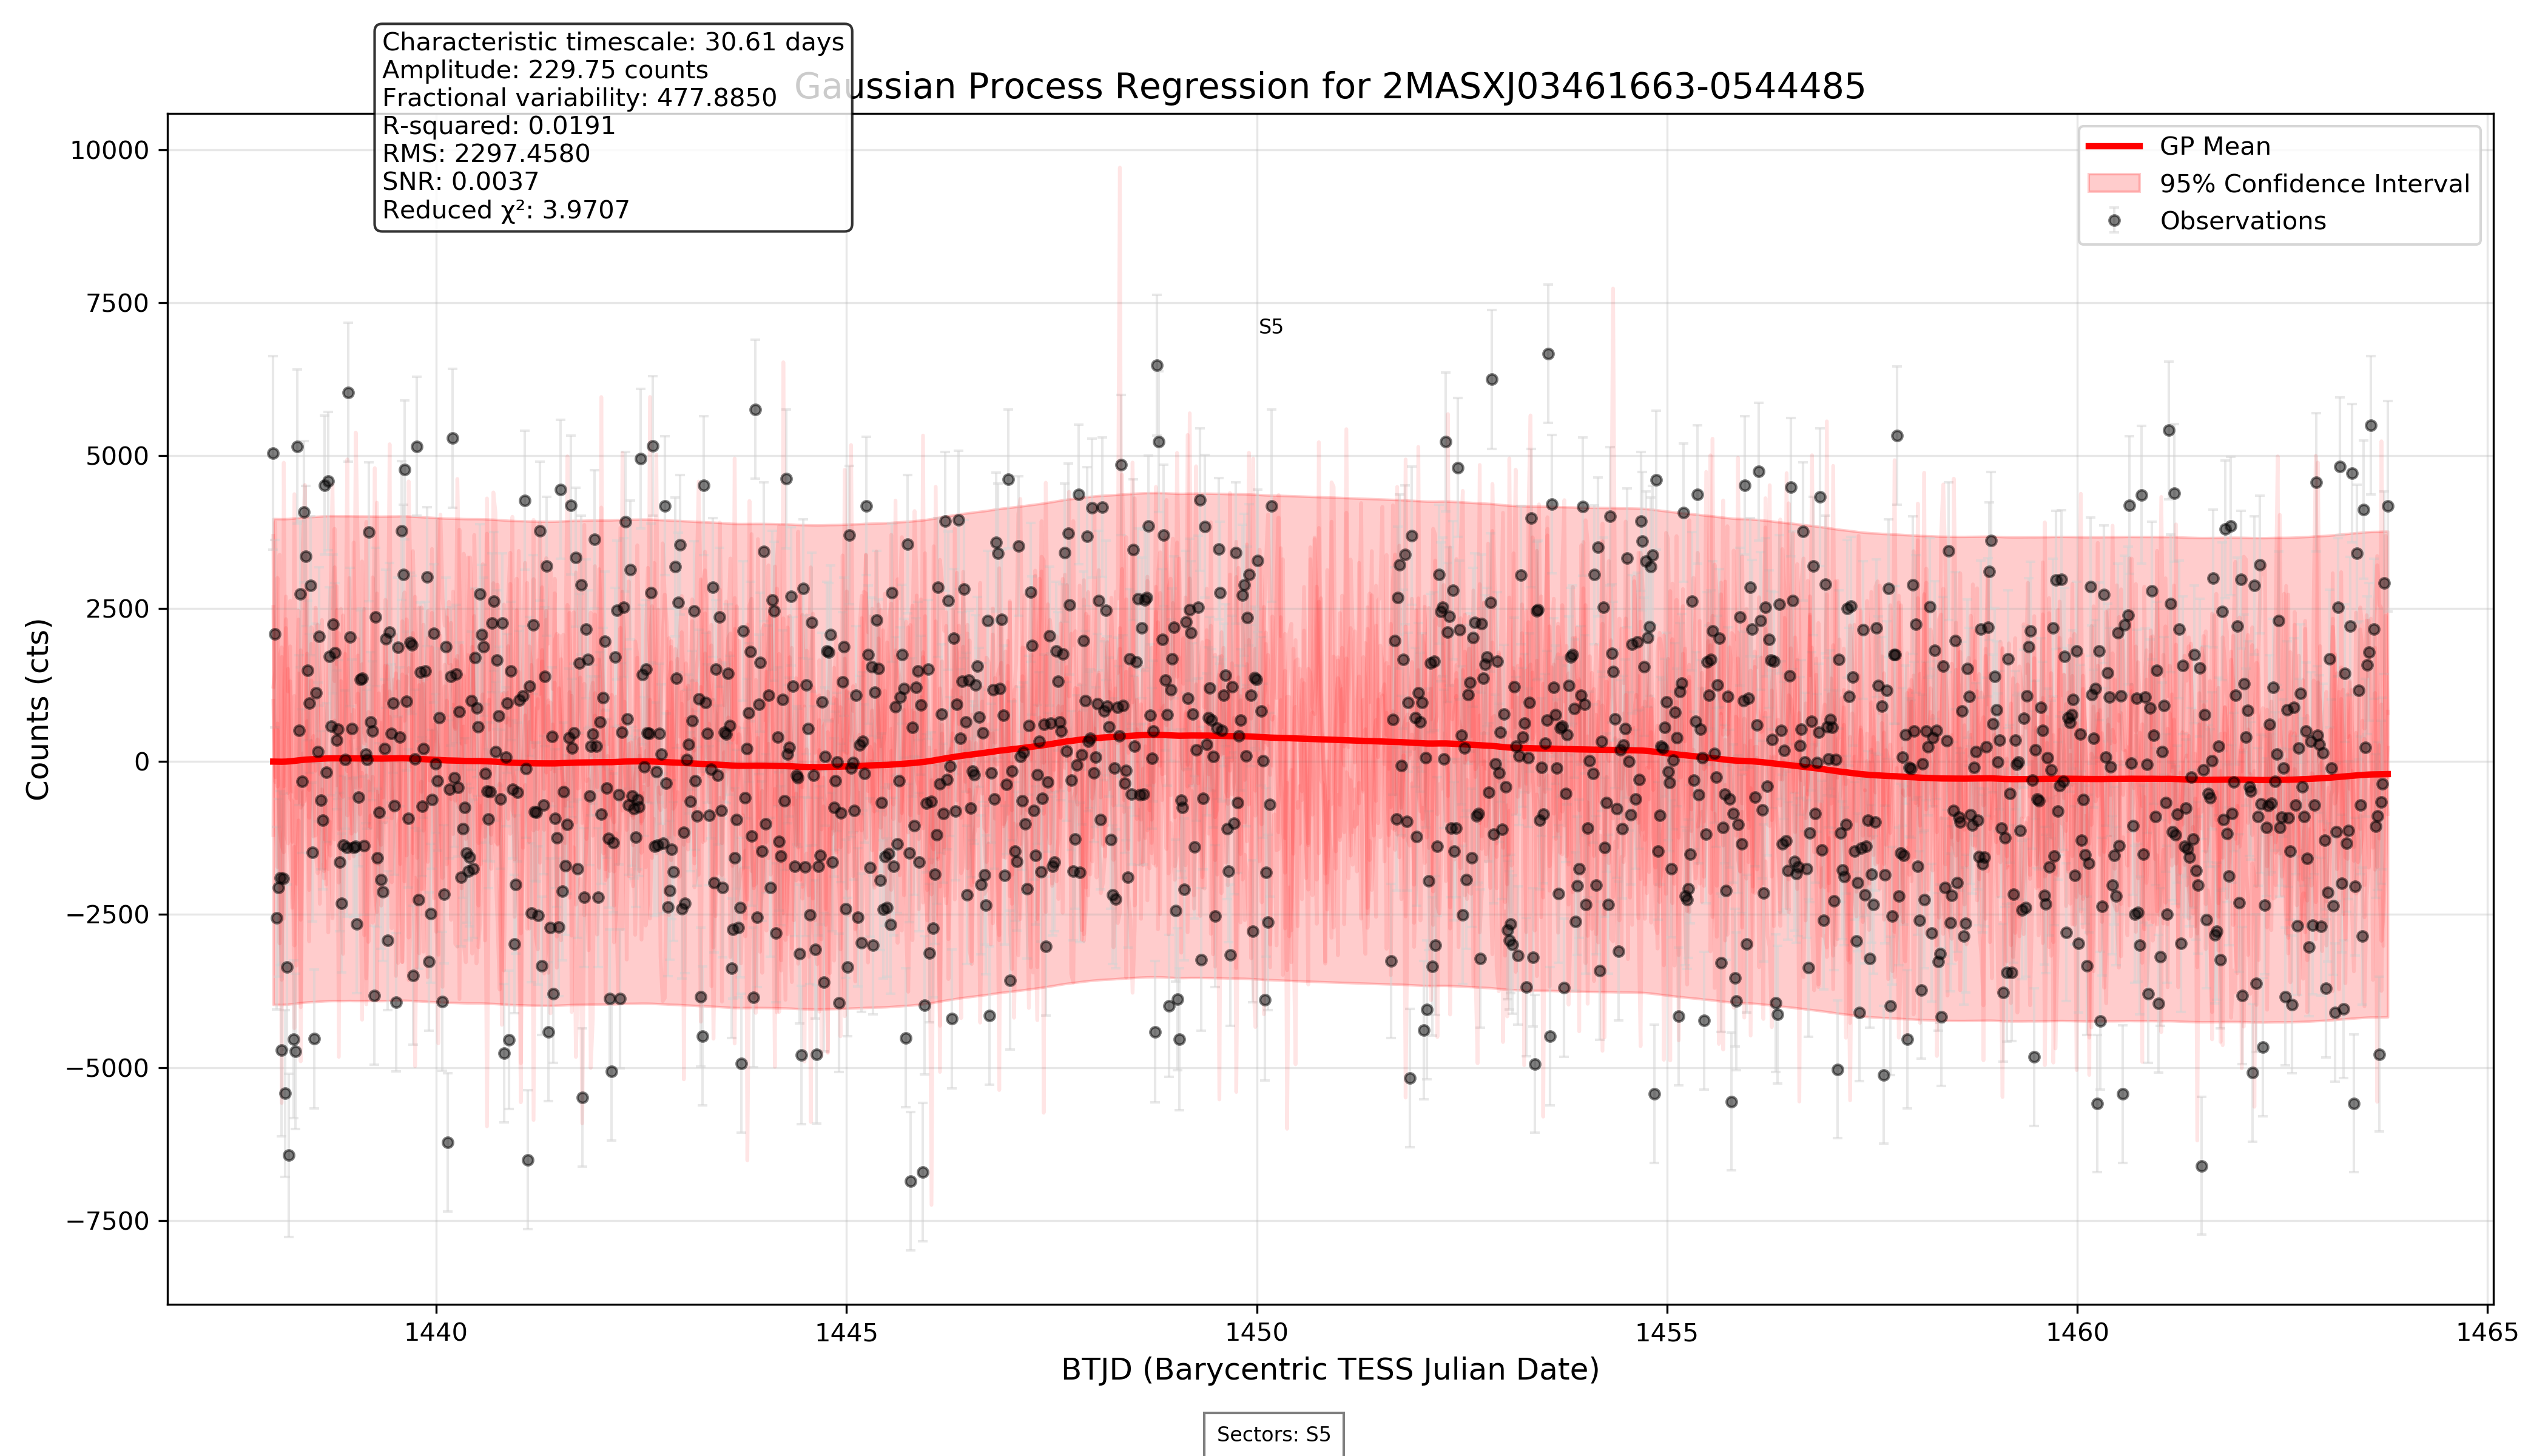 Characteristic timescale: 30.61 days
Amplitude: 229.75 counts
Fractional variability: 477.8850
R-squared: 0.0191
RMS: 2297.4580
SNR: 0.0037
Reduced χ²: 3.9707
Gaussian Process Regression for 2MASXJ03461663-0544485
GP Mean
95% Confidence Interval
Observations
S5
Counts (cts)
10000
7500
5000
2500
0
−2500
−5000
−7500
1440
1445
1450
1455
1460
1465
BTJD (Barycentric TESS Julian Date)
Sectors: S5